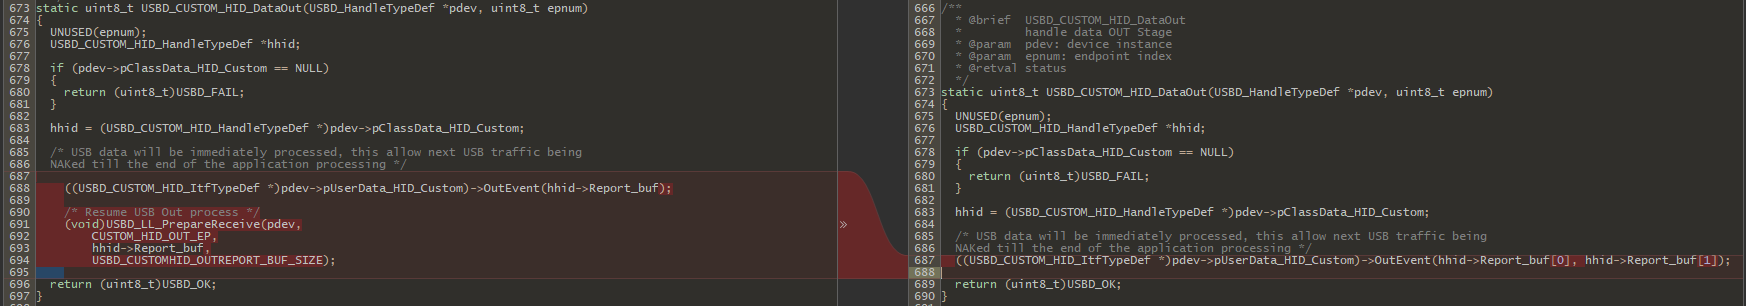 673 static uint8_t USBD_CUSTOM_HID_DataOut(USBD_HandleTypeDef *pdev, uint8_t epnum)
674 {
675   UNUSED(epnum);
676   USBD_CUSTOM_HID_HandleTypeDef *hhid;
677
678   if (pdev->pClassData_HID_Custom == NULL)
679   {
680     return (uint8_t)USBD_FAIL;
681   }
682
683   hhid = (USBD_CUSTOM_HID_HandleTypeDef *)pdev->pClassData_HID_Custom;
684
685   /* USB data will be immediately processed, this allow next USB traffic being
686   NAKed till the end of the application processing */
687
688     ((USBD_CUSTOM_HID_ItfTypeDef *)pdev->pUserData_HID_Custom)->OutEvent(hhid->Report_buf);
689
690     /* Resume USB Out process */
691     (void)USBD_LL_PrepareReceive(pdev,
692         CUSTOM_HID_OUT_EP,
693         hhid->Report_buf,
694         USBD_CUSTOMHID_OUTREPORT_BUF_SIZE);
695
696   return (uint8_t)USBD_OK;
697 }
»
666 /**
667   * @brief  USBD_CUSTOM_HID_DataOut
668   *         handle data OUT Stage
669   * @param  pdev: device instance
670   * @param  epnum: endpoint index
671   * @retval status
672   */
673 static uint8_t USBD_CUSTOM_HID_DataOut(USBD_HandleTypeDef *pdev, uint8_t epnum)
674 {
675   UNUSED(epnum);
676   USBD_CUSTOM_HID_HandleTypeDef *hhid;
677
678   if (pdev->pClassData_HID_Custom == NULL)
679   {
680     return (uint8_t)USBD_FAIL;
681   }
682
683   hhid = (USBD_CUSTOM_HID_HandleTypeDef *)pdev->pClassData_HID_Custom;
684
685   /* USB data will be immediately processed, this allow next USB traffic being
686   NAKed till the end of the application processing */
687   ((USBD_CUSTOM_HID_ItfTypeDef *)pdev->pUserData_HID_Custom)->OutEvent(hhid->Report_buf[0], hhid->Report_buf[1]);
688
689   return (uint8_t)USBD_OK;
690 }